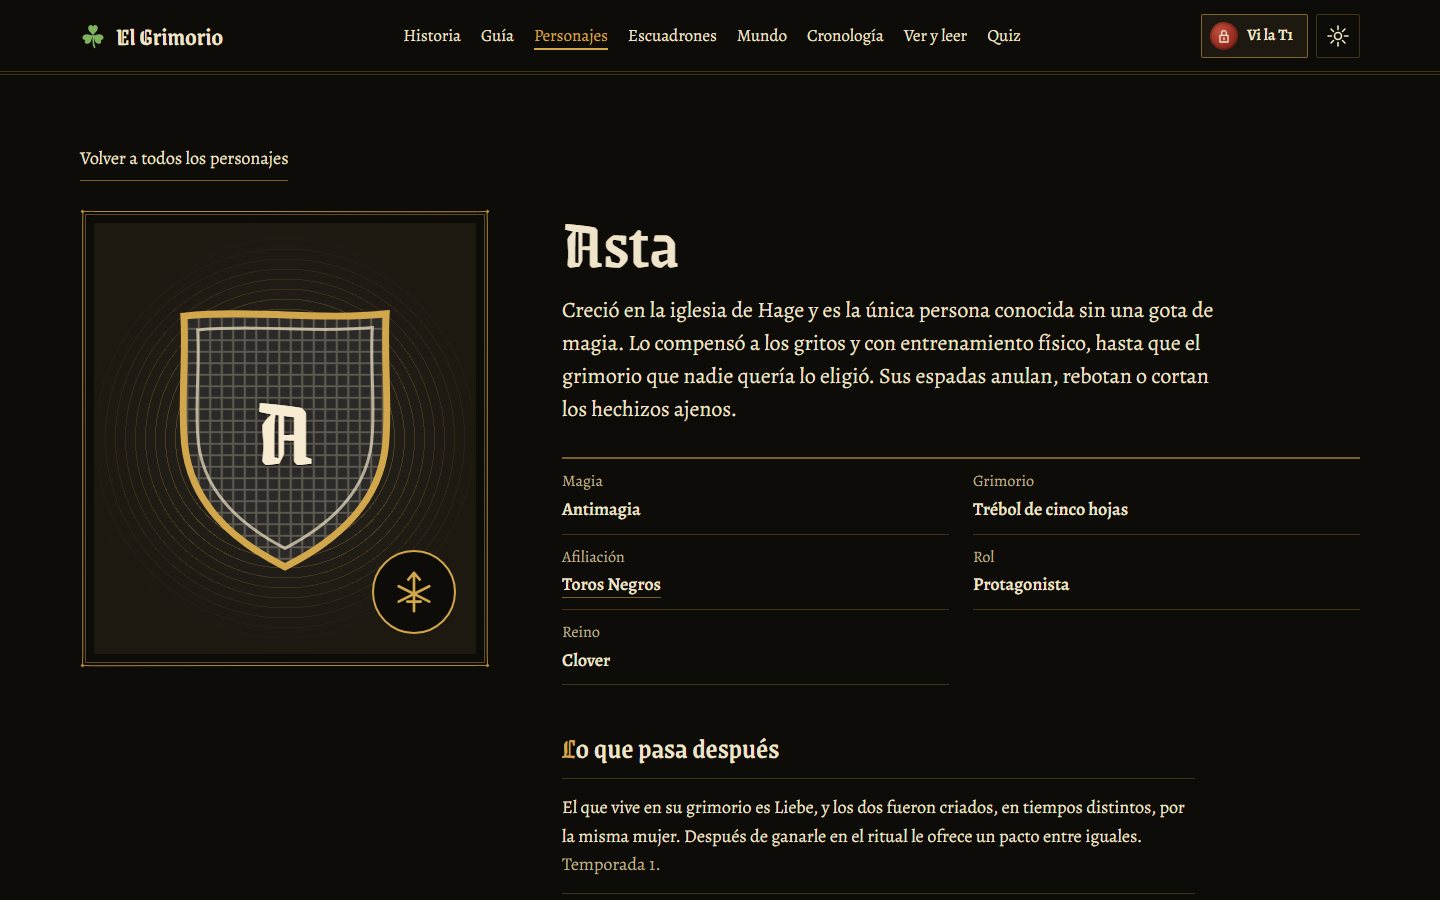 El Grimorio
Historia
Guía
Personajes
Escuadrones
Mundo
Cronología
Ver y leer
Quiz
Vi la T1
Volver a todos los personajes
A
Asta
Creció en la iglesia de Hage y es la única persona conocida sin una gota de
magia. Lo compensó a los gritos y con entrenamiento físico, hasta que el
grimorio que nadie quería lo eligió. Sus espadas anulan, rebotan o cortan
los hechizos ajenos.
Magia
Antimagia
Grimorio
Trébol de cinco hojas
Afiliación
Toros Negros
Rol
Protagonista
Reino
Clover
Lo que pasa después
El que vive en su grimorio es Liebe, y los dos fueron criados, en tiempos distintos, por
la misma mujer. Después de ganarle en el ritual le ofrece un pacto entre iguales.
Temporada 1.